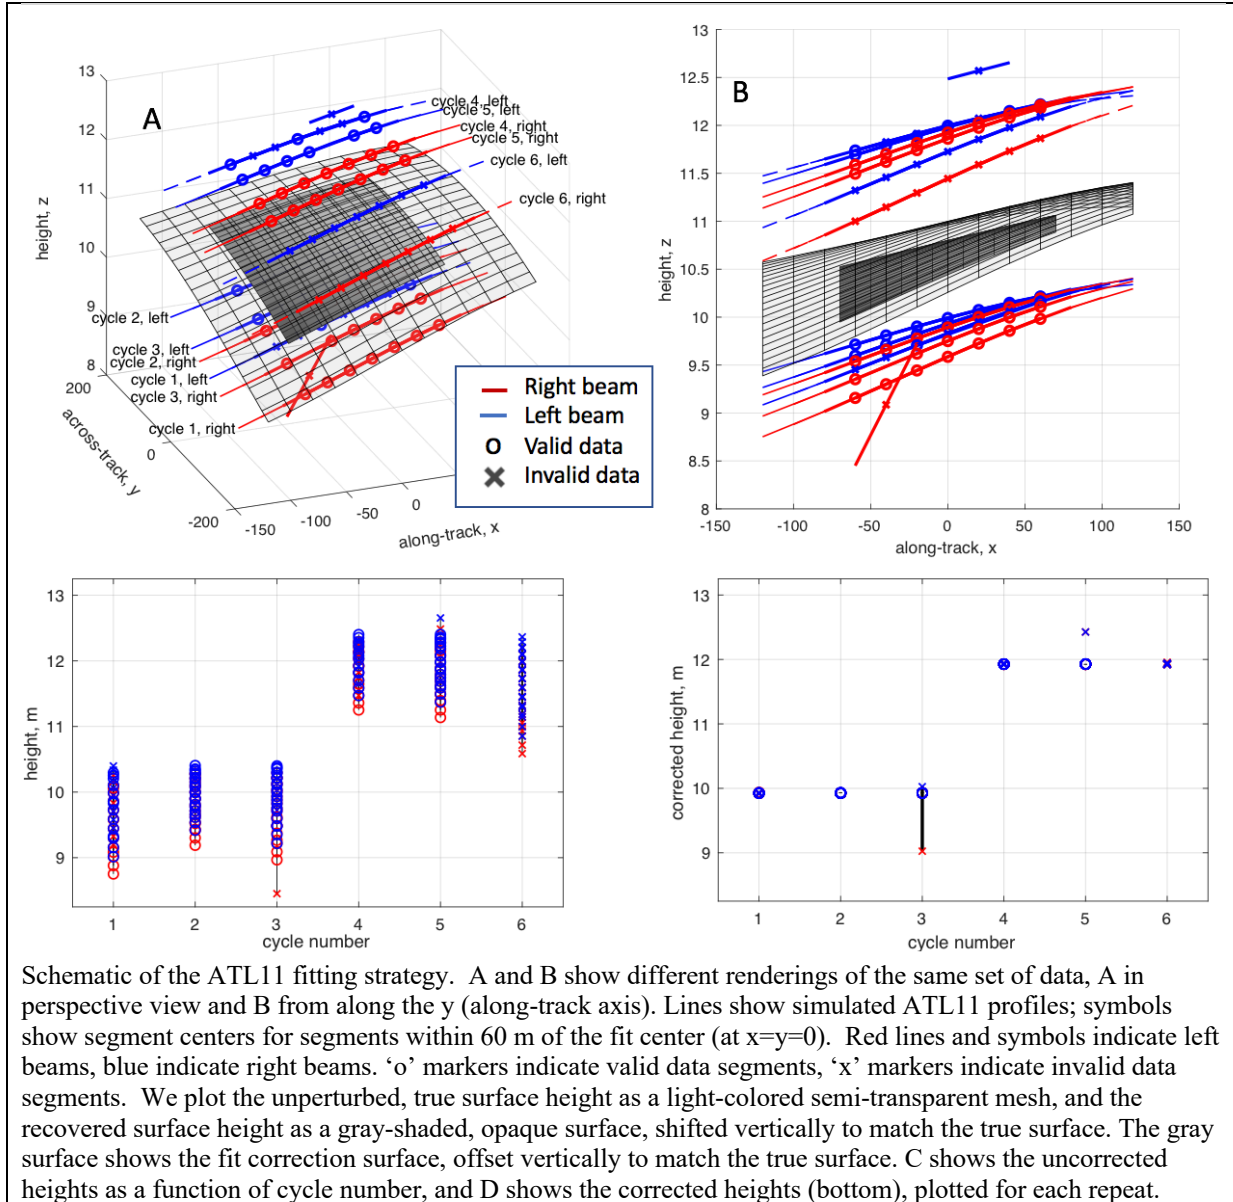 A
13
12
11
10
9
8
height, z
200
0
-200
across-track, y
-150
-100
-50
0
along-track, x
cycle 4, left
cycle 5, left
cycle 4, right
cycle 5, right
cycle 6, left
cycle 6, right
cycle 2, left
cycle 3, left
cycle 2, right
cycle 1, left
cycle 3, right
cycle 1, right
Right beam
Left beam
Valid data
Invalid data
B
13
12.5
12
11.5
11
10.5
10
9.5
9
8.5
8
height, z
-150
-100
-50
0
50
100
150
along-track, x
13
12
11
10
9
height, m
1
2
3
4
5
6
cycle number
13
12
11
10
9
corrected height, m
1
2
3
4
5
6
cycle number
Schematic of the ATL11 fitting strategy.  A and B show different renderings of the same set of data, A in
perspective view and B from along the y (along-track axis). Lines show simulated ATL11 profiles; symbols
show segment centers for segments within 60 m of the fit center (at x=y=0).  Red lines and symbols indicate left
beams, blue indicate right beams. ‘o’ markers indicate valid data segments, ‘x’ markers indicate invalid data
segments.  We plot the unperturbed, true surface height as a light-colored semi-transparent mesh, and the
recovered surface height as a gray-shaded, opaque surface, shifted vertically to match the true surface. The gray
surface shows the fit correction surface, offset vertically to match the true surface. C shows the uncorrected
heights as a function of cycle number, and D shows the corrected heights (bottom), plotted for each repeat.